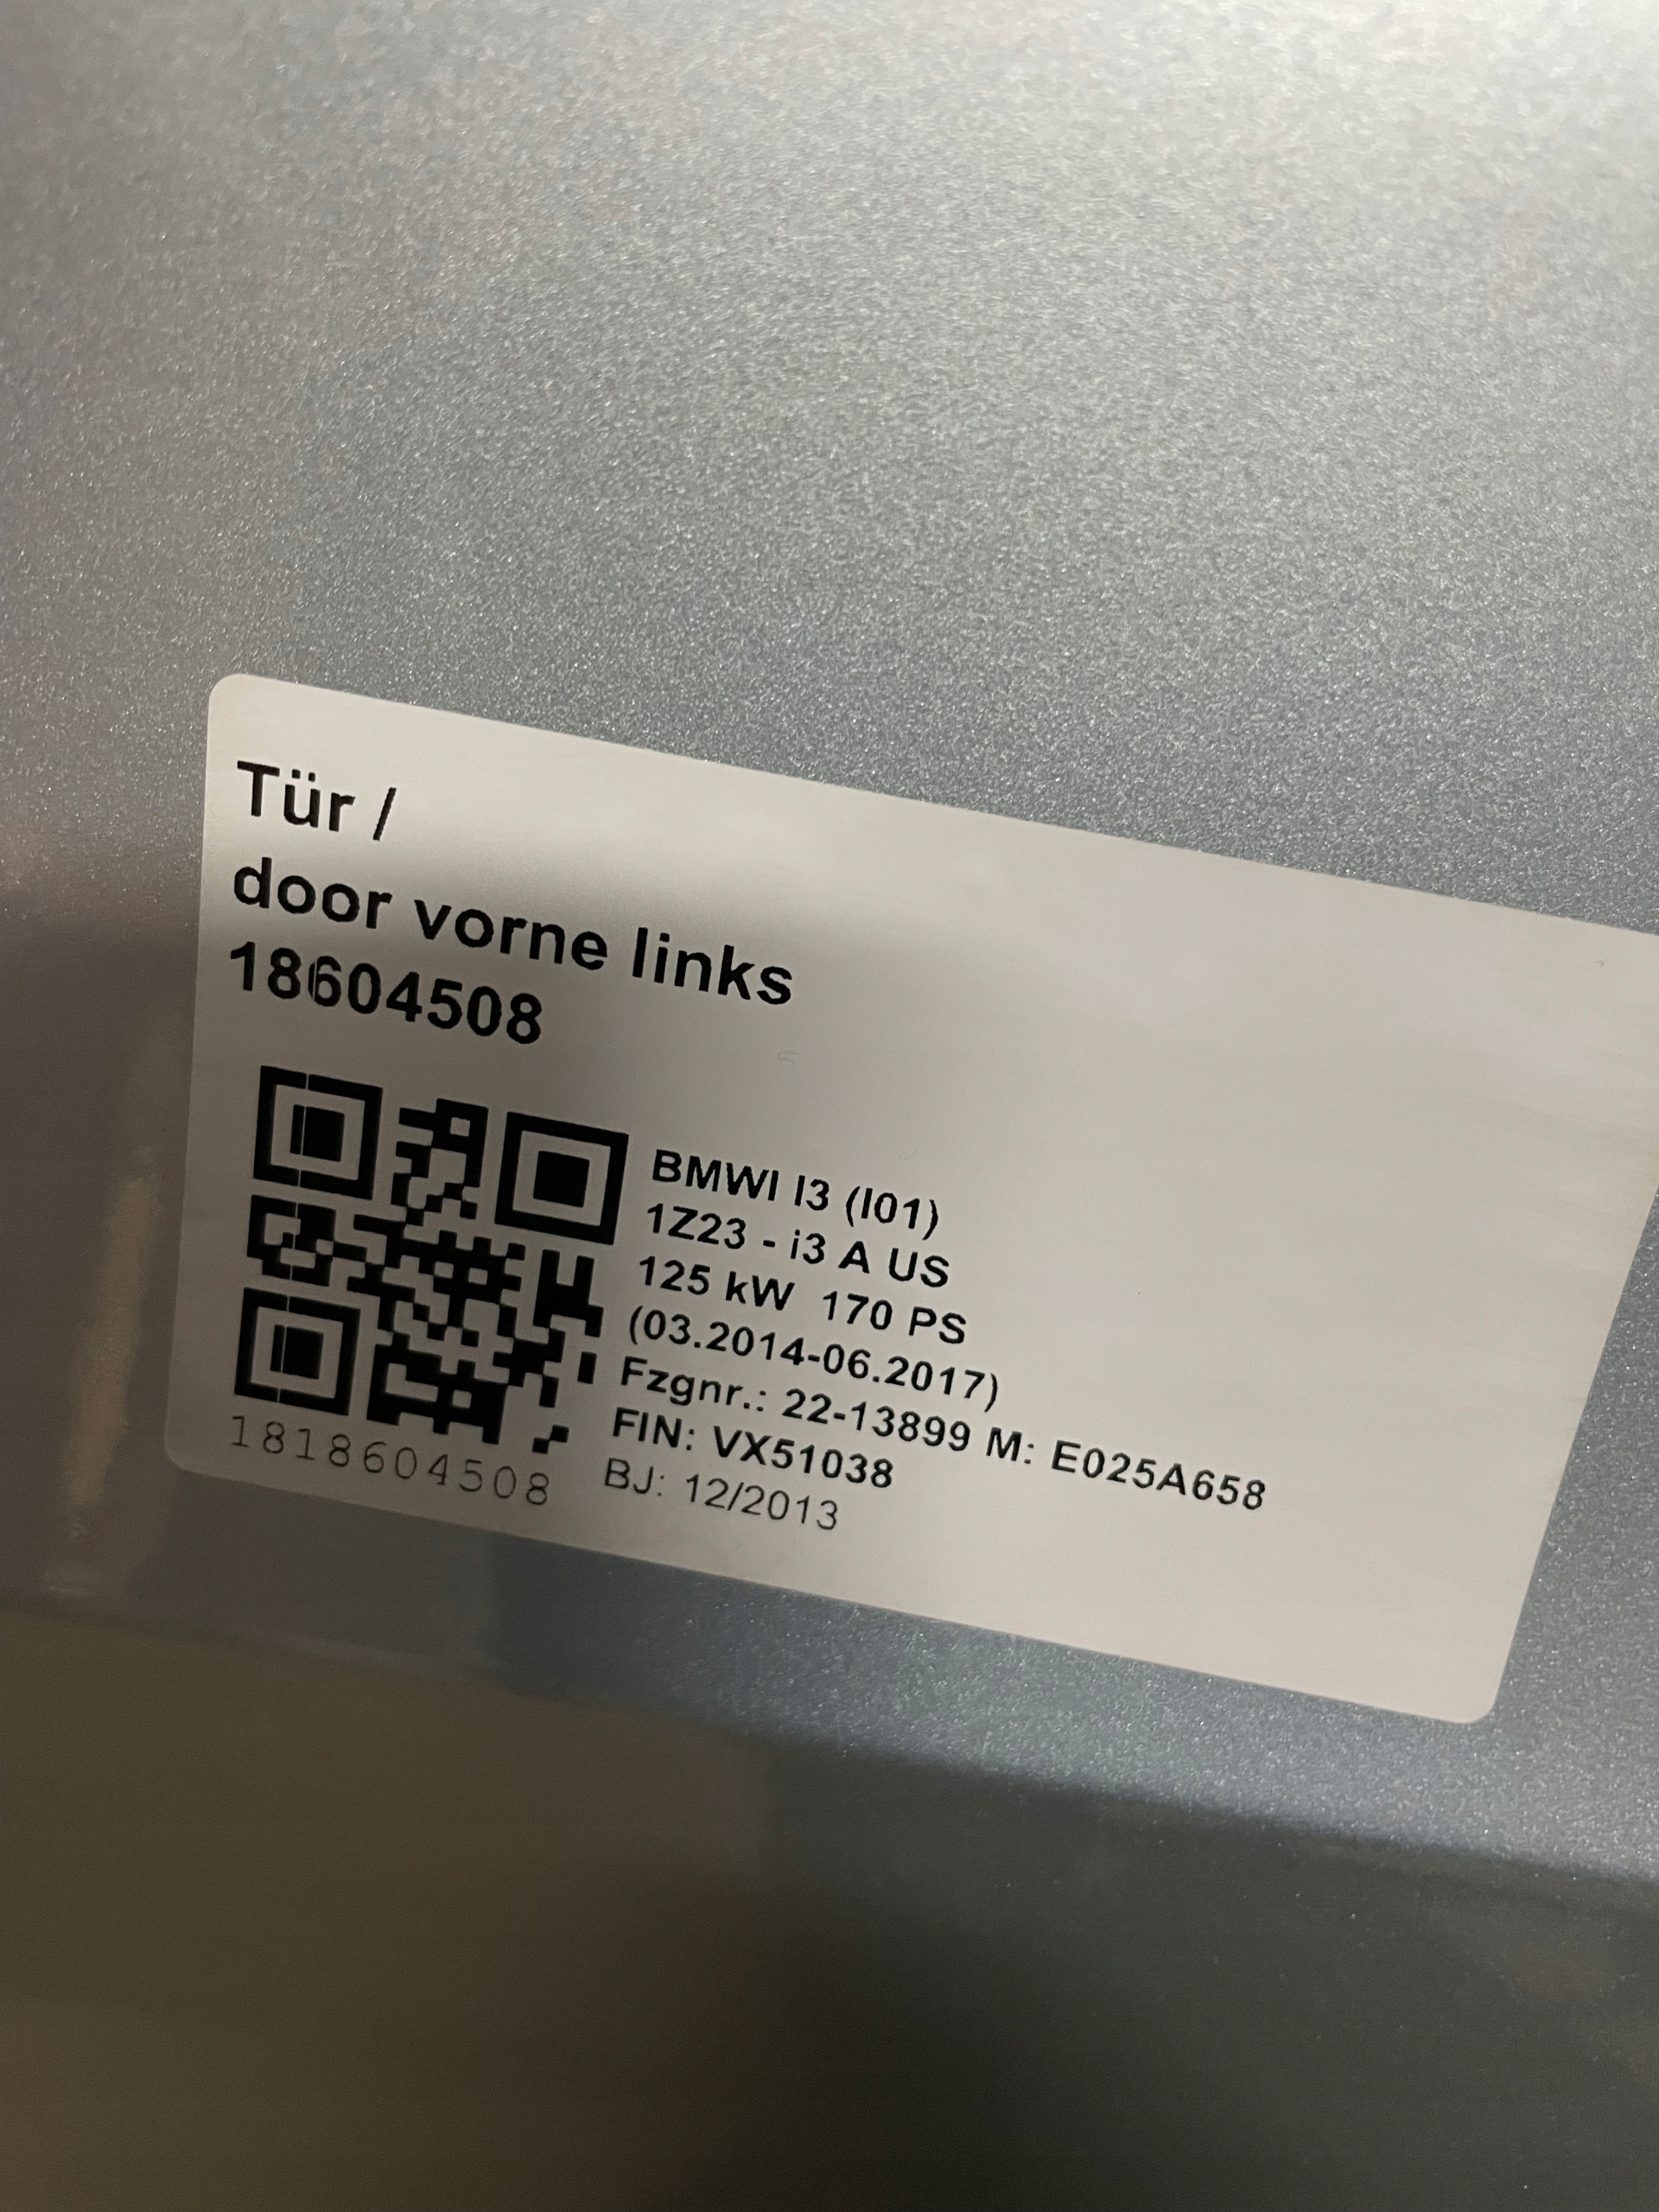 Tür /
door vorne links
18604508
BMWI I3 (I01)
1Z23 - i3 A US
125 kW 170 PS
(03.2014-06.2017)
Fzgnr.: 22-13899 M: E025A658
FIN: VX51038
BJ: 12/2013
1818604508